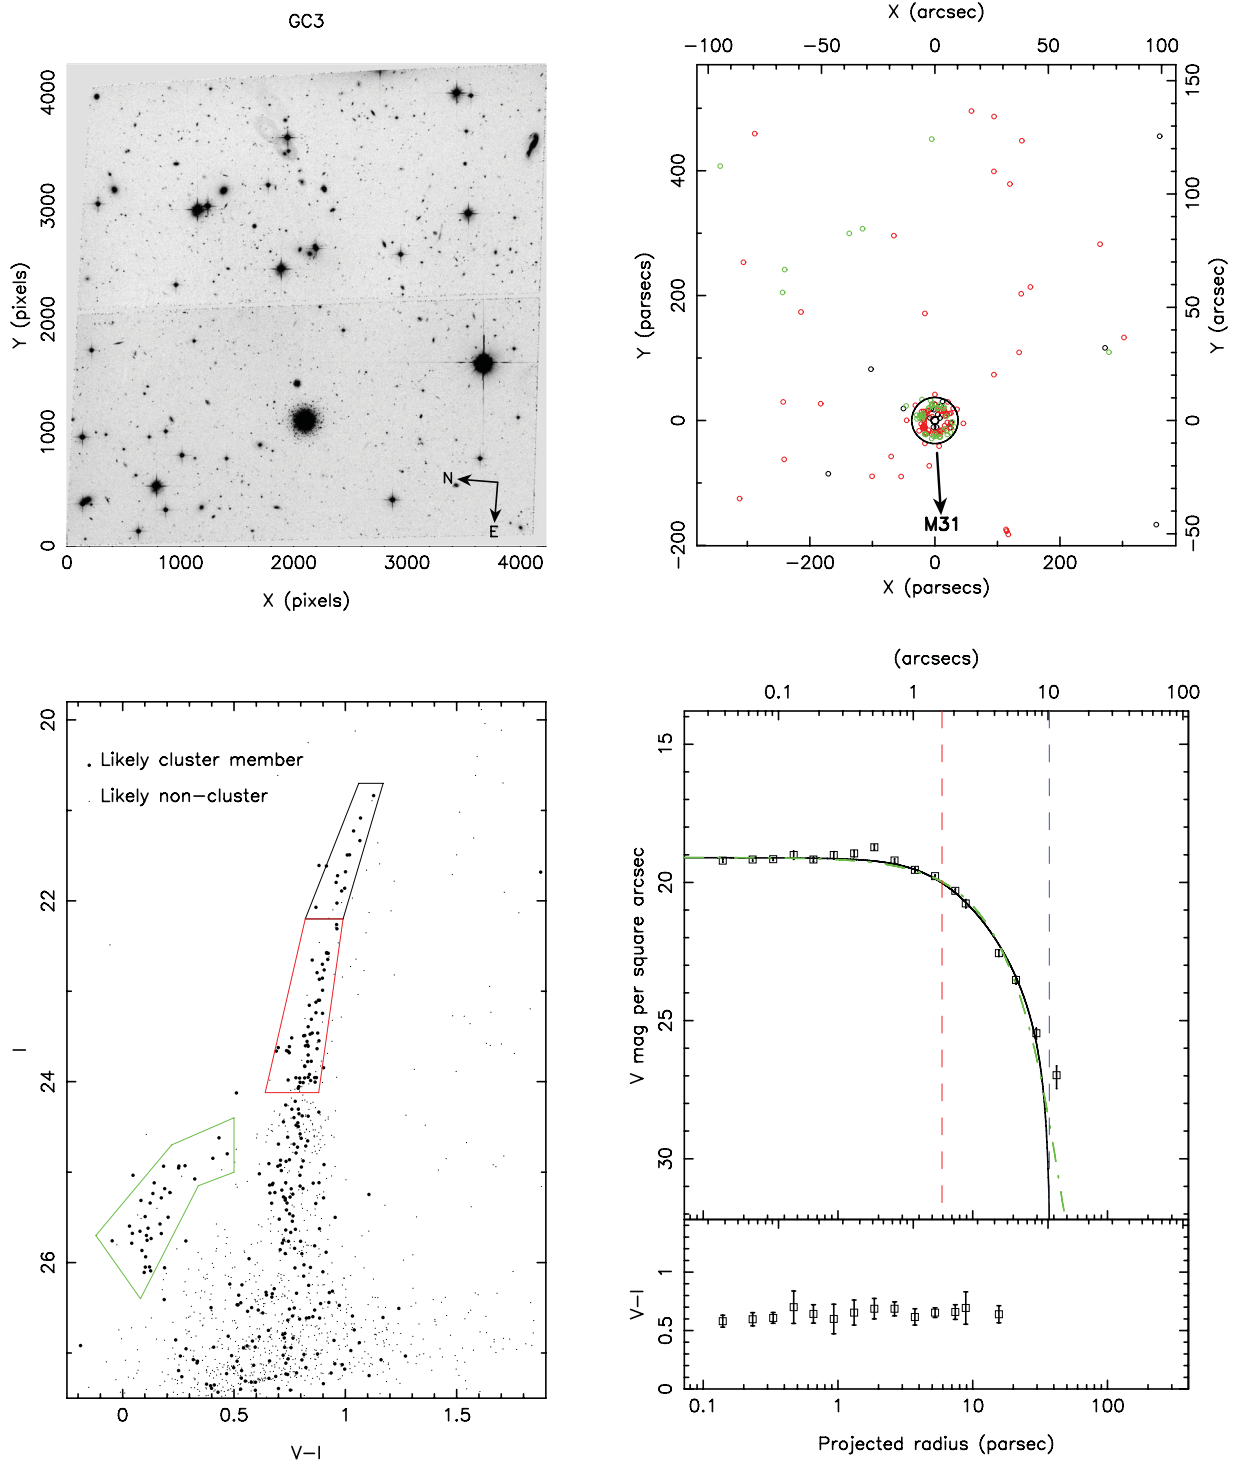 GC3
4000
3000
2000
1000
0
Y (pixels)
N
E
0 1000 2000 3000 4000
X (pixels)
X (arcsec)
−100 −50 0 50 100
400
200
0
−200
Y (parsecs)
150
100
50
0
−50
Y (arcsec)
M31
−200 0 200
X (parsecs)
Likely cluster member
Likely non−cluster
20
22
24
26
I
0 0.5 1 1.5
V−I
(arcsecs)
0.1 1 10 100
15
20
25
30
V mag per square arcsec
1
0.5
0
V−I
0.1 1 10 100
Projected radius (parsec)